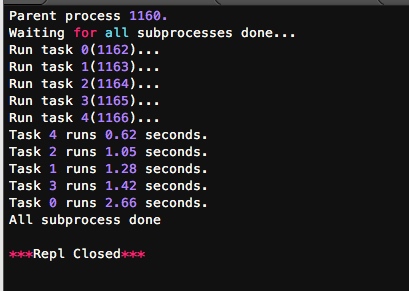 Parent process 1160.
Waiting for all subprocesses done...
Run task 0(1162)...
Run task 1(1163)...
Run task 2(1164)...
Run task 3(1165)...
Run task 4(1166)...
Task 4 runs 0.62 seconds.
Task 2 runs 1.05 seconds.
Task 1 runs 1.28 seconds.
Task 3 runs 1.42 seconds.
Task 0 runs 2.66 seconds.
All subprocess done
***Repl Closed***